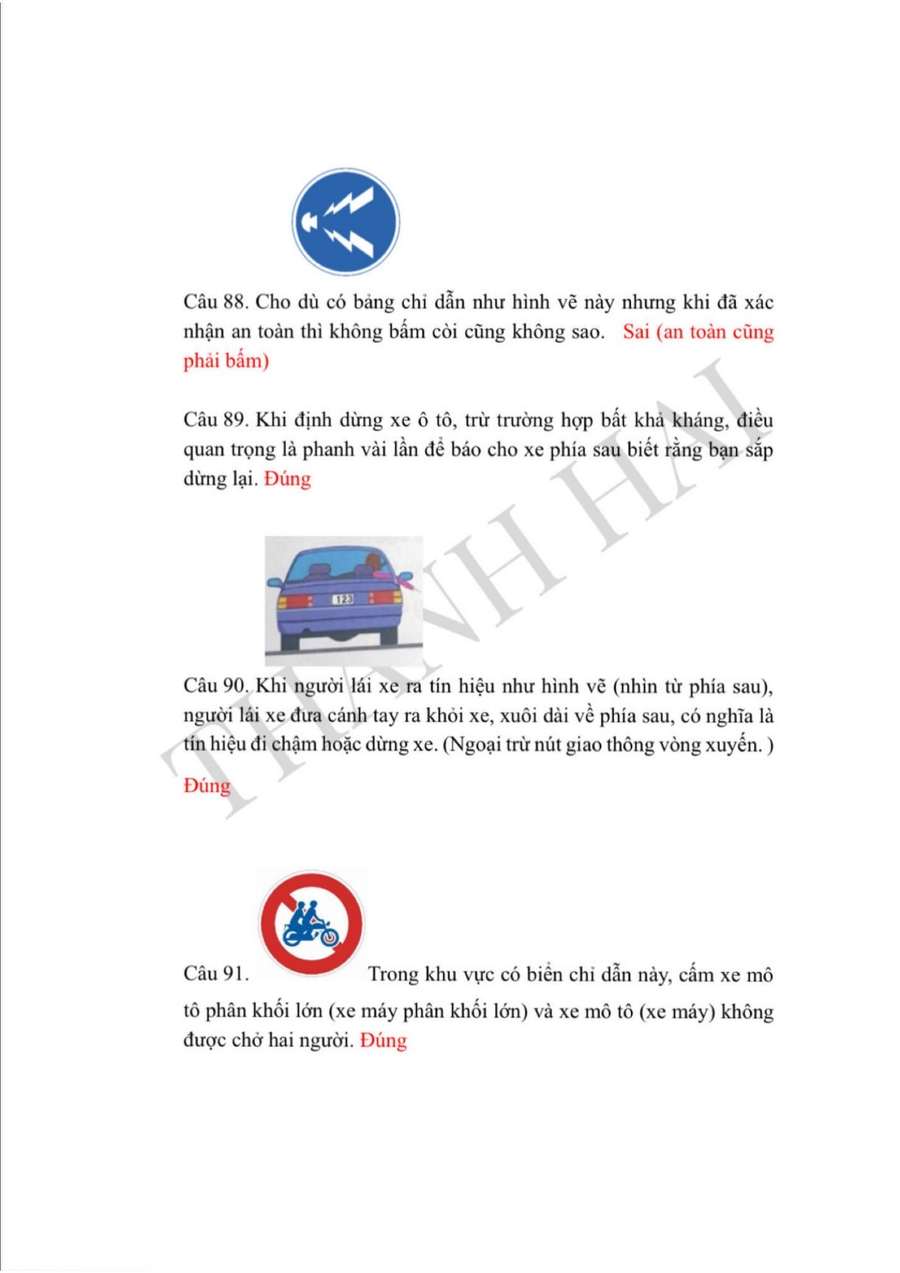 Câu 88. Cho dù có bảng chỉ dẫn như hình vẽ này nhưng khi đã xác
nhận an toàn thì không bấm còi cũng không sao. Sai (an toàn cũng
phải bấm)
Câu 89. Khi định dừng xe ô tô, trừ trường hợp bất khả kháng, điều
quan trọng là phanh vài lần để báo cho xe phía sau biết rằng bạn sắp
dừng lại. Đúng
123
Câu 90. Khi người lái xe ra tín hiệu như hình vẽ (nhìn từ phía sau),
người lái xe đưa cánh tay ra khỏi xe, xuôi dài về phía sau, có nghĩa là
tín hiệu đi chậm hoặc dừng xe. (Ngoại trừ nút giao thông vòng xuyến. )
Đúng
Câu 91. Trong khu vực có biển chỉ dẫn này, cấm xe mô
tô phân khối lớn (xe máy phân khối lớn) và xe mô tô (xe máy) không
được chở hai người. Đúng
THANH HAI